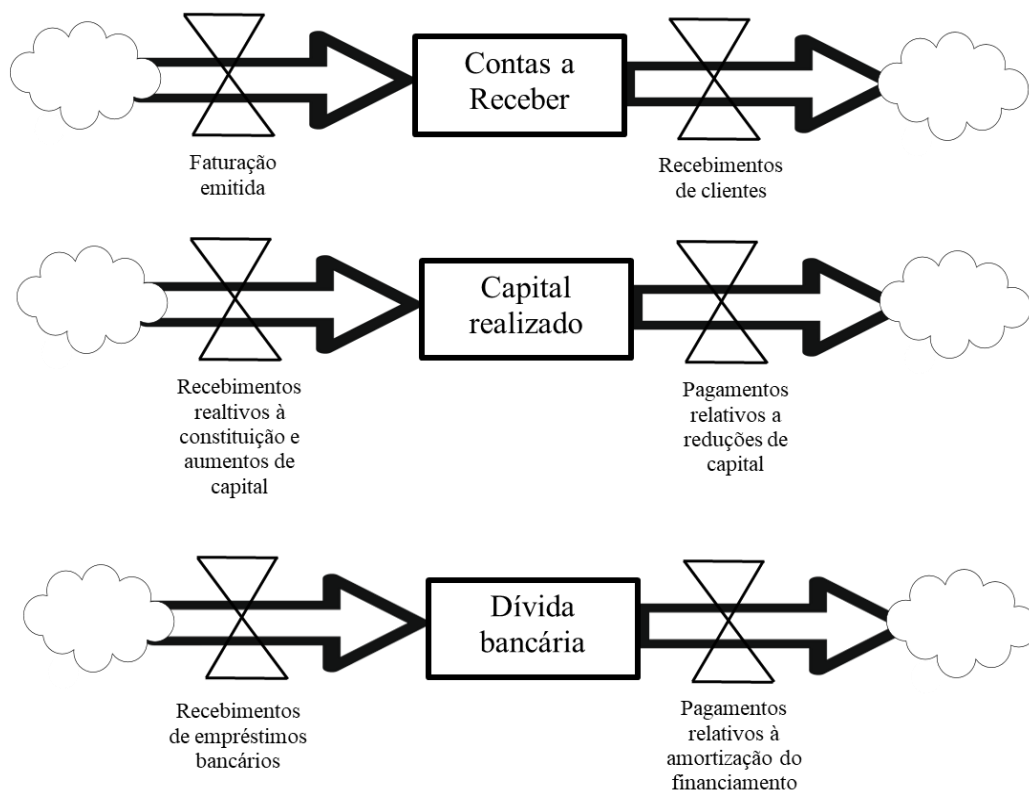 Contas a
Receber
Faturação
emitida
Recebimentos
de clientes
Capital
realizado
Recebimentos
realtivos à
constituição e
aumentos de
capital
Pagamentos
relativos a
reduções de
capital
Dívida
bancária
Recebimentos
de empréstimos
bancários
Pagamentos
relativos à
amortização do
financiamento